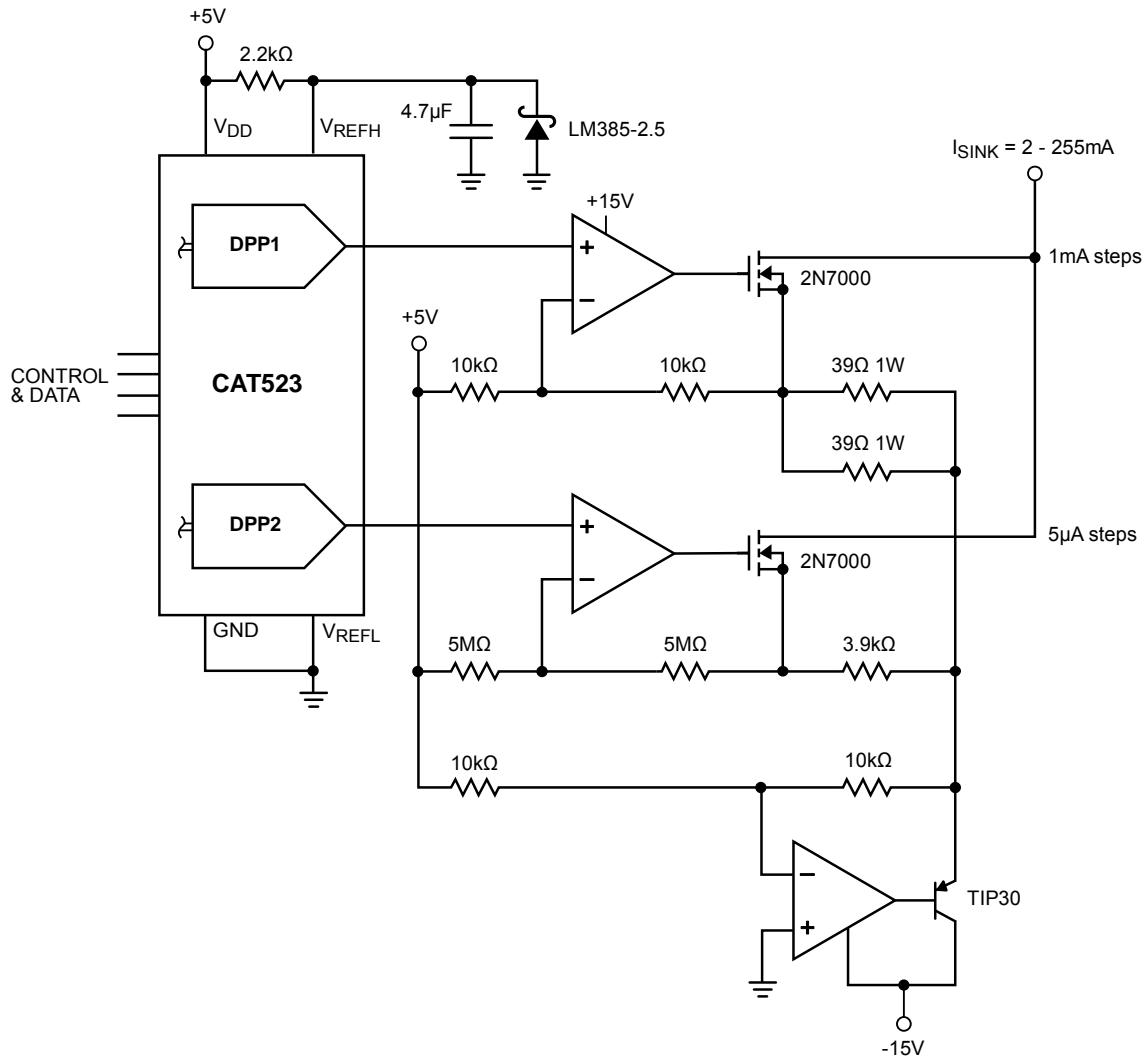 +5V
2.2kΩ
VDD
VREFH
4.7µF
LM385-2.5
ISINK = 2 - 255mA
+15V
DPP1
+
−
2N7000
1mA steps
+5V
10kΩ
10kΩ
39Ω 1W
CONTROL
& DATA
CAT523
39Ω 1W
DPP2
+
−
2N7000
5µA steps
GND
VREFL
5MΩ
5MΩ
3.9kΩ
10kΩ
10kΩ
−
+
TIP30
-15V